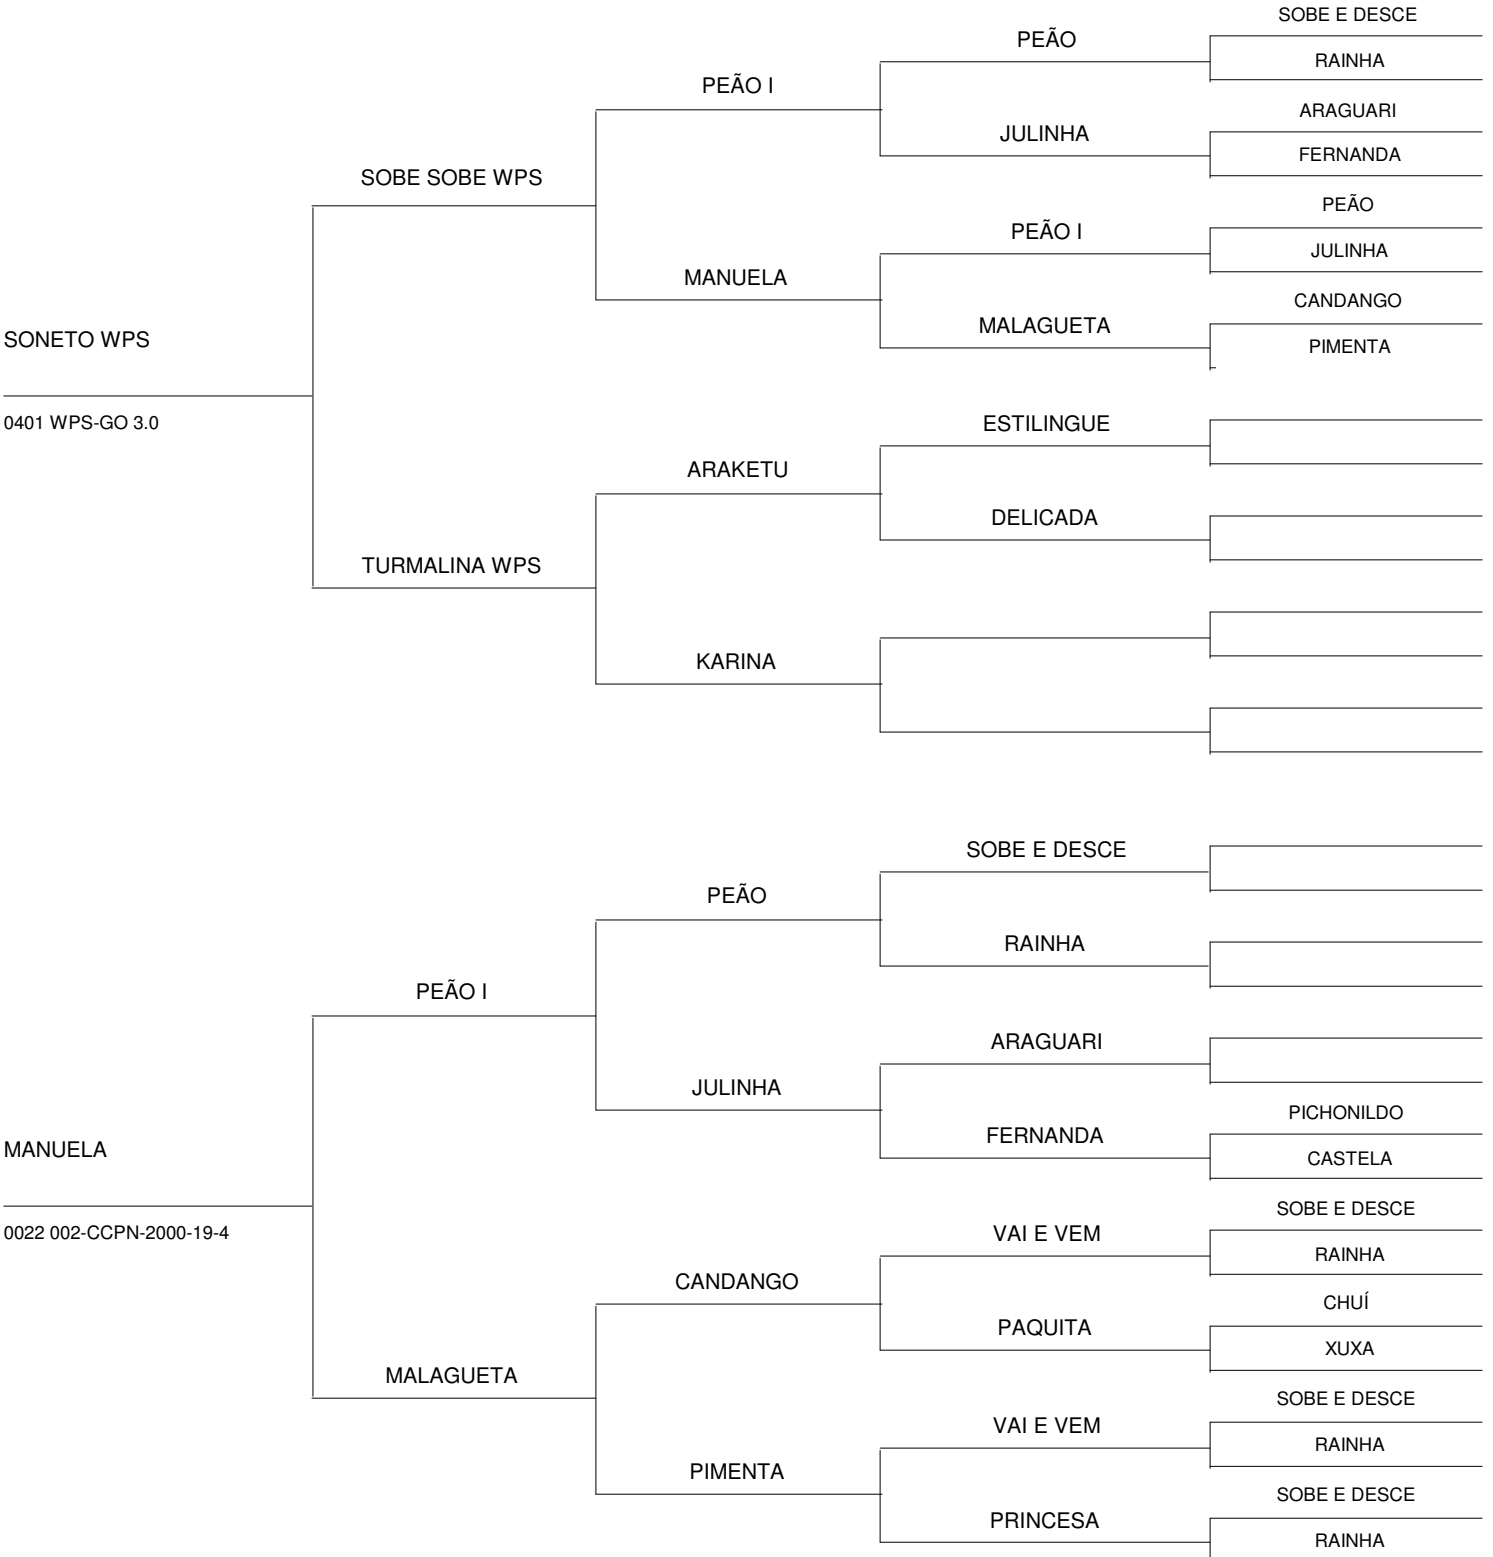 SOBE E DESCE
PEÃO
RAINHA
PEÃO I
ARAGUARI
JULINHA
FERNANDA
SOBE SOBE WPS
PEÃO
PEÃO I
JULINHA
MANUELA
CANDANGO
MALAGUETA
SONETO WPS
PIMENTA
0401 WPS-GO 3.0
ESTILINGUE
ARAKETU
DELICADA
TURMALINA WPS
KARINA
SOBE E DESCE
PEÃO
RAINHA
PEÃO I
ARAGUARI
JULINHA
PICHONILDO
FERNANDA
MANUELA
CASTELA
SOBE E DESCE
0022 002-CCPN-2000-19-4
VAI E VEM
RAINHA
CANDANGO
CHUÍ
PAQUITA
XUXA
MALAGUETA
SOBE E DESCE
VAI E VEM
RAINHA
PIMENTA
SOBE E DESCE
PRINCESA
RAINHA